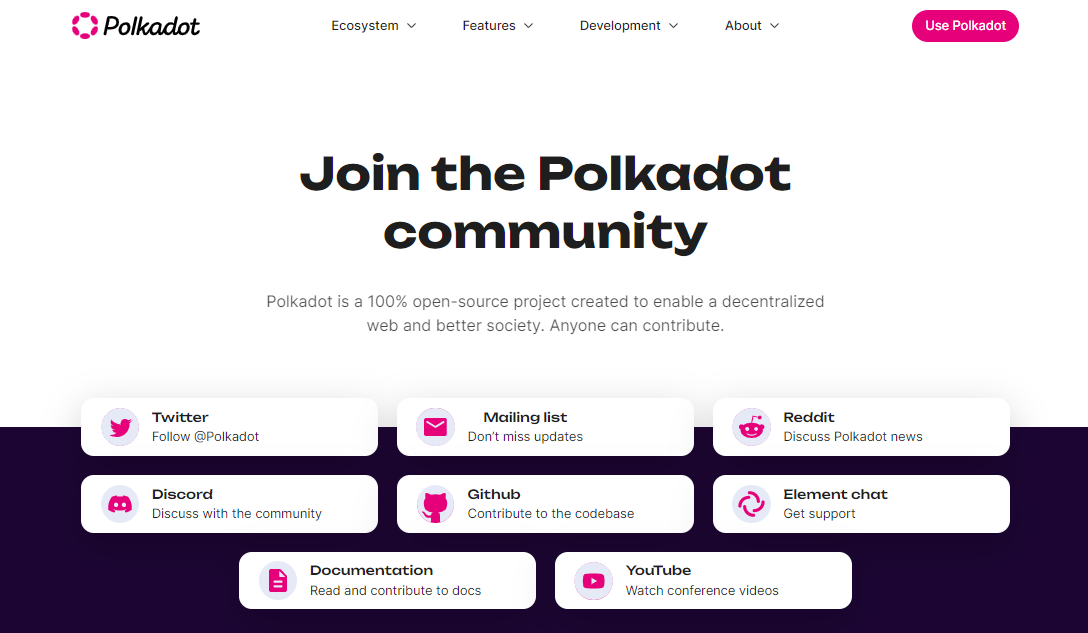 Polkadot
Ecosystem
Features
Development
About
Use Polkadot
Join the Polkadot
community
Polkadot is a 100% open-source project created to enable a decentralized
web and better society. Anyone can contribute.
Twitter
Follow @Polkadot
Mailing list
Don't miss updates
Reddit
Discuss Polkadot news
Discord
Discuss with the community
Github
Contribute to the codebase
Element chat
Get support
Documentation
Read and contribute to docs
YouTube
Watch conference videos